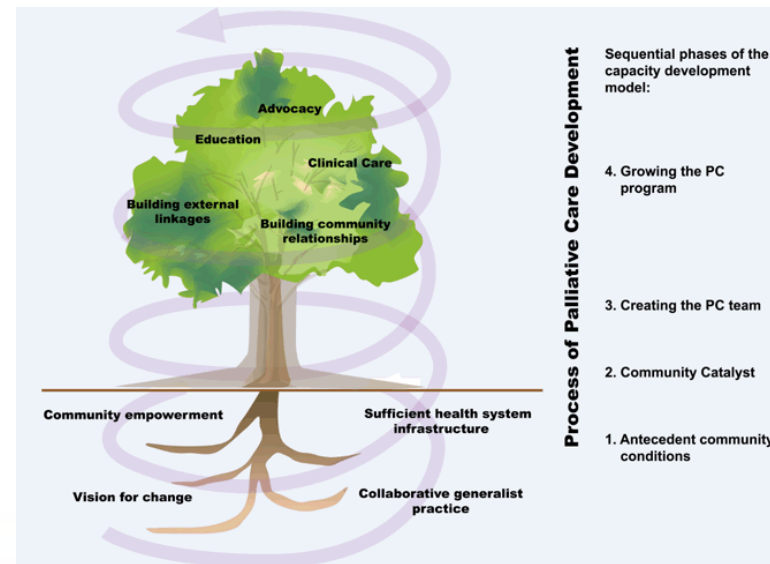 Advocacy
Education
Clinical Care
Building external
linkages
Building community
relationships
Community empowerment
Sufficient health system
infrastructure
Vision for change
Collaborative generalist
practice
Process of Palliative Care Development
Sequential phases of the
capacity development
model:
4. Growing the PC
program
3. Creating the PC team
2. Community Catalyst
1. Antecedent community
conditions